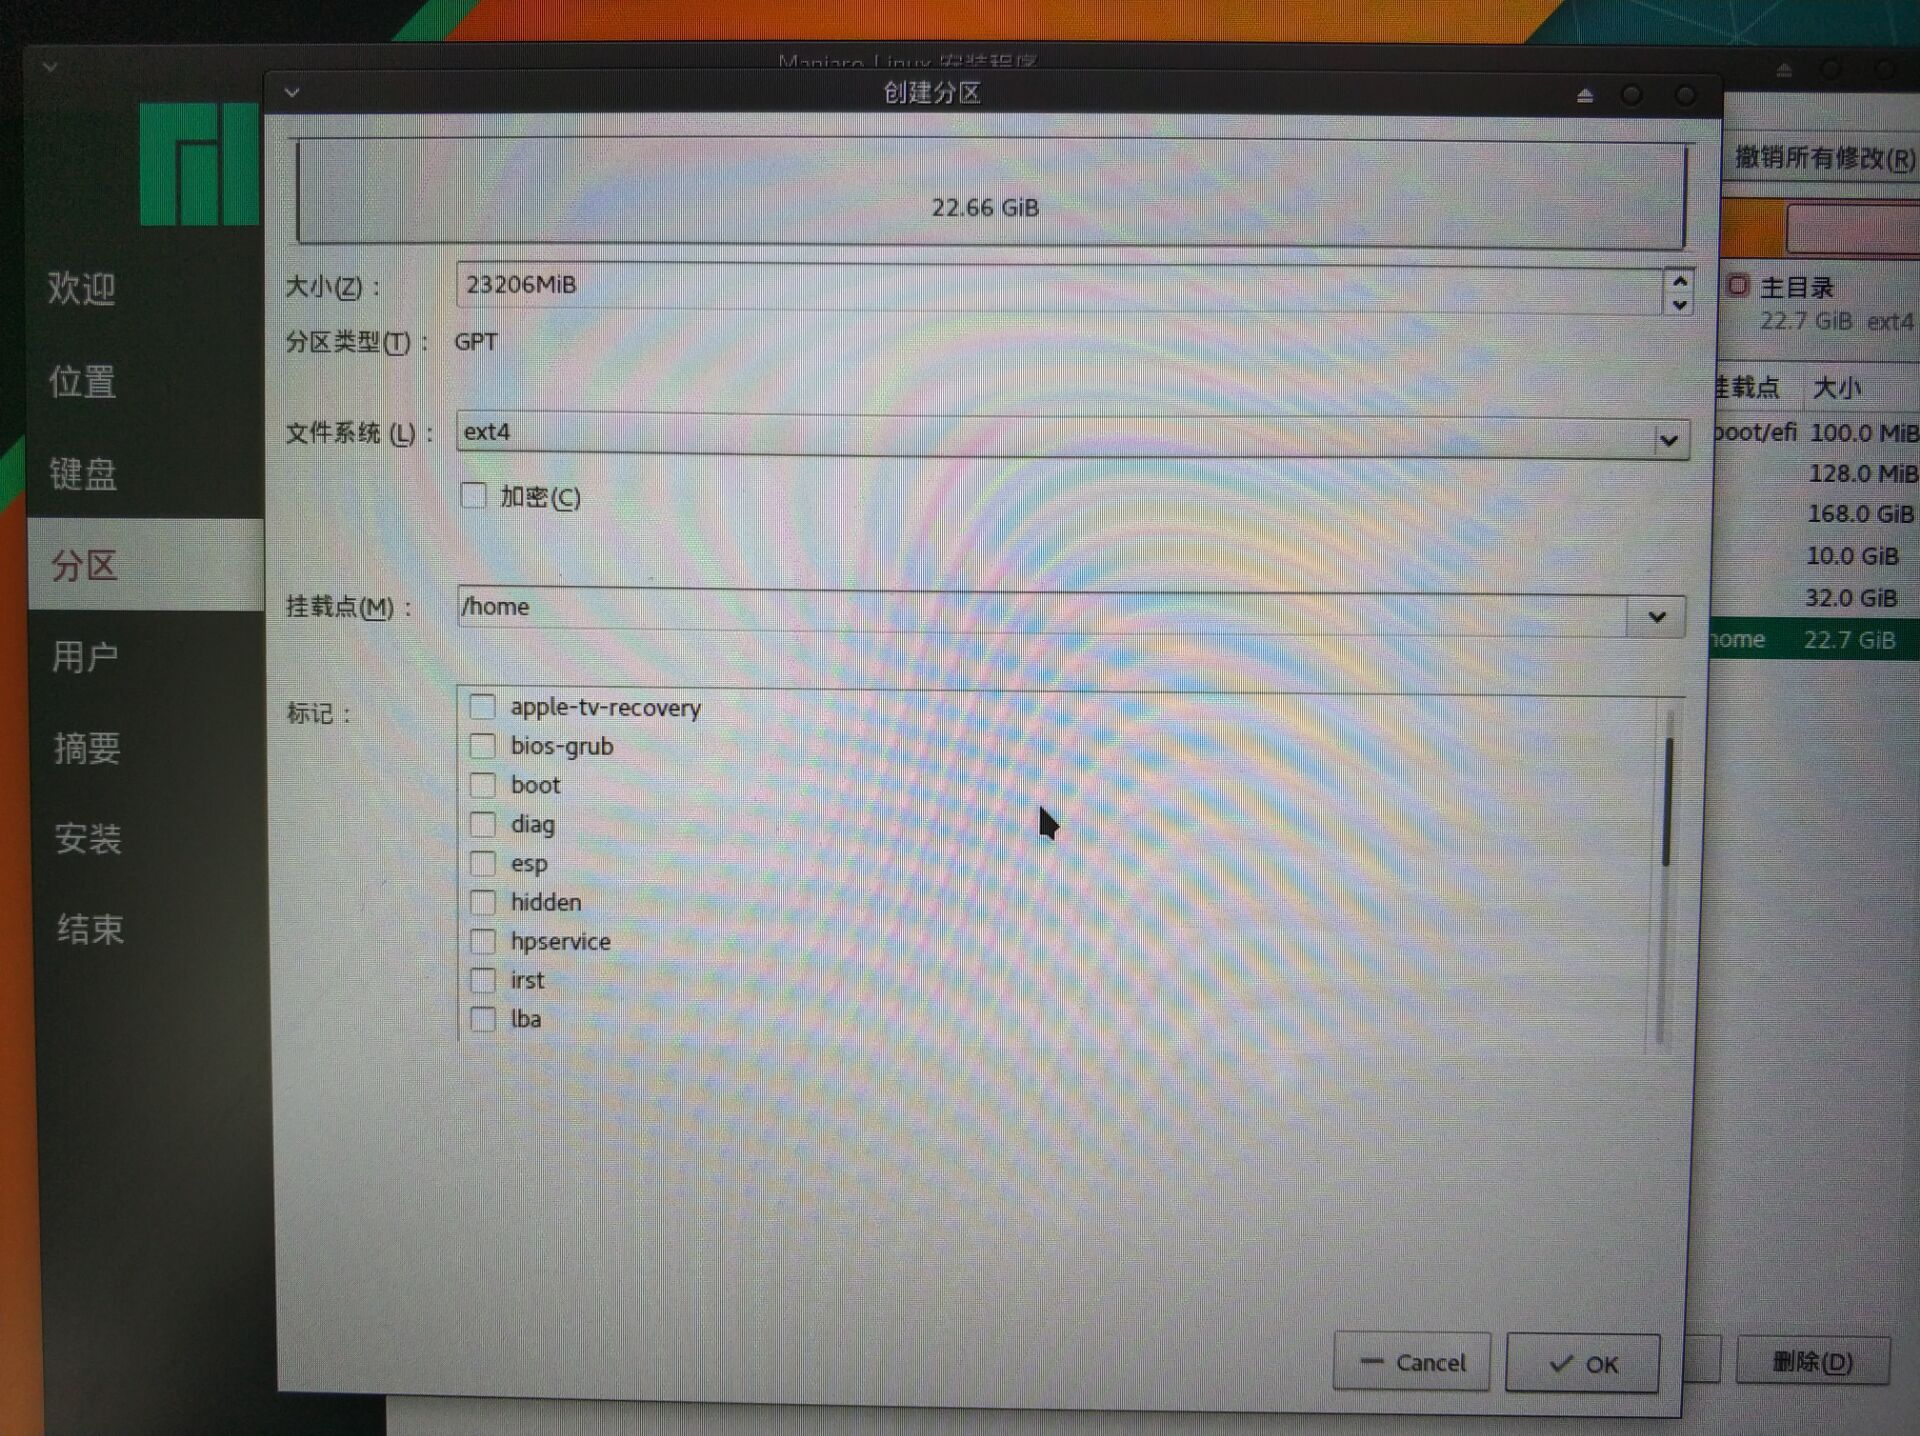 Manjaro Linux 安装程序
创建分区
撤销所有修改(R)
22.66 GiB
欢迎
位置
键盘
分区
用户
摘要
安装
结束
大小(Z)： 23206MiB
分区类型(T)： GPT
文件系统 (L)： ext4
加密(C)
挂载点(M)： /home
标记：
apple-tv-recovery
bios-grub
boot
diag
esp
hidden
hpservice
irst
lba
Cancel
OK
主目录
22.7 GiB ext4
挂载点 大小
boot/efi 100.0 MiB
128.0 MiB
168.0 GiB
10.0 GiB
32.0 GiB
home 22.7 GiB
删除(D)